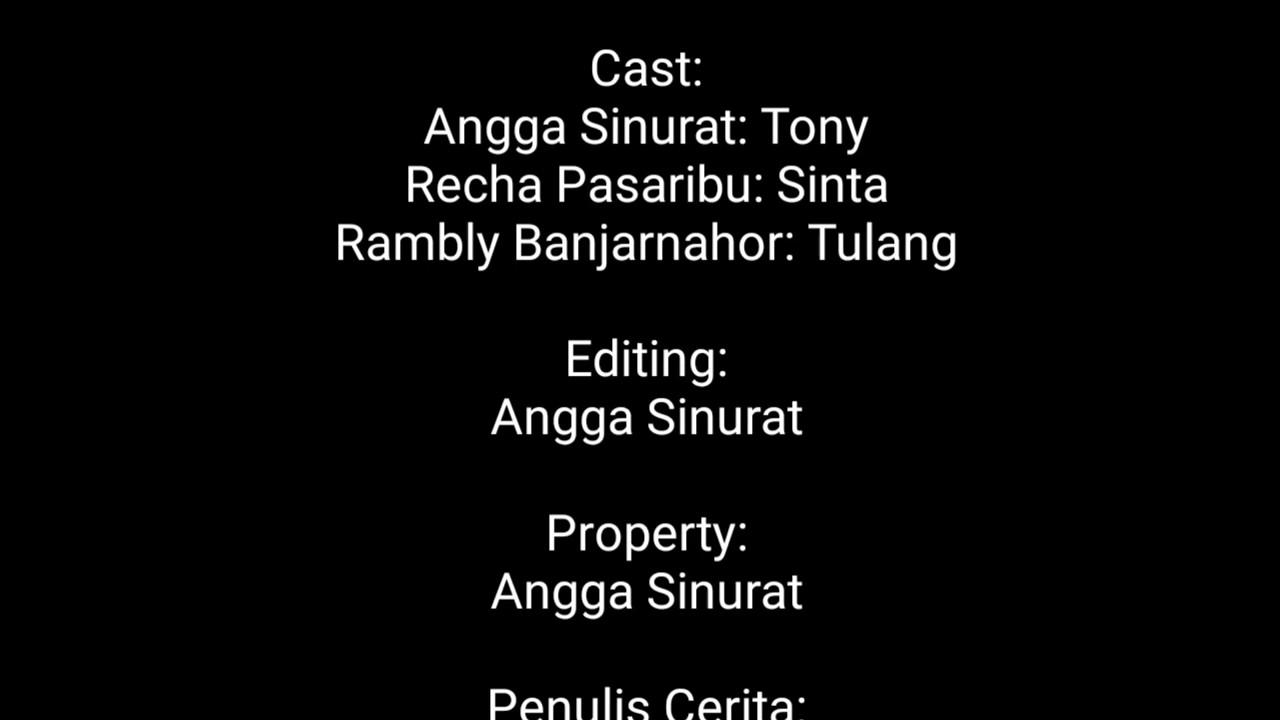 Cast:
Angga Sinurat: Tony
Recha Pasaribu: Sinta
Rambly Banjarnahor: Tulang
Editing:
Angga Sinurat
Property:
Angga Sinurat
Penulis Cerita: